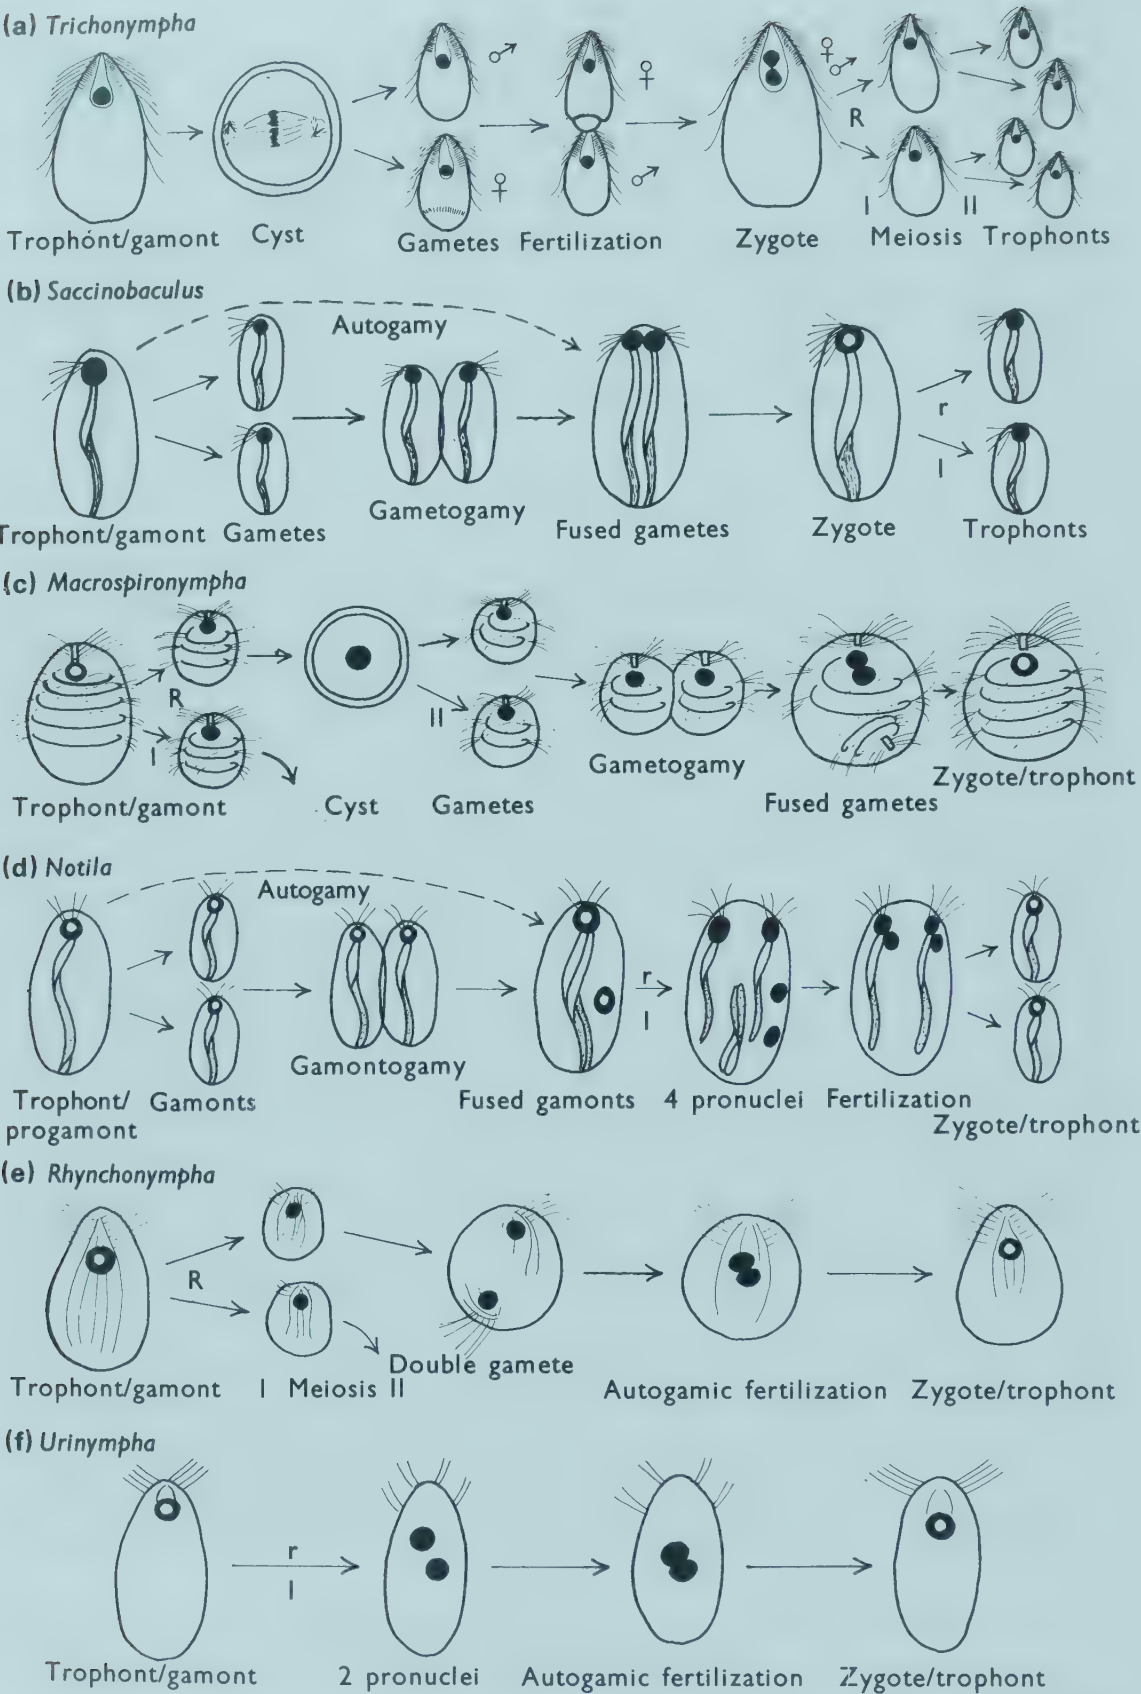 (a) Trichonympha
♂ ♀ ♀ ♂ ♀♂
R
I II
Trophónt/gamont Cyst Gametes Fertilization Zygote Meiosis Trophonts
(b) Saccinobaculus
Autogamy
r
I
Gametogamy
Trophont/gamont Gametes Fused gametes Zygote Trophonts
(c) Macrospironympha
R
I
II
Gametogamy
Trophont/gamont Cyst Gametes Fused gametes Zygote/trophont
(d) Notila
Autogamy
r
I
Gamontogamy
Trophont/ Gamonts Fused gamonts 4 pronuclei Fertilization
progamont Zygote/trophont
(e) Rhynchonympha
R
Double gamete
Trophont/gamont I Meiosis II Autogamic fertilization Zygote/trophont
(f) Urinympha
r
I
Trophont/gamont 2 pronuclei Autogamic fertilization Zygote/trophont